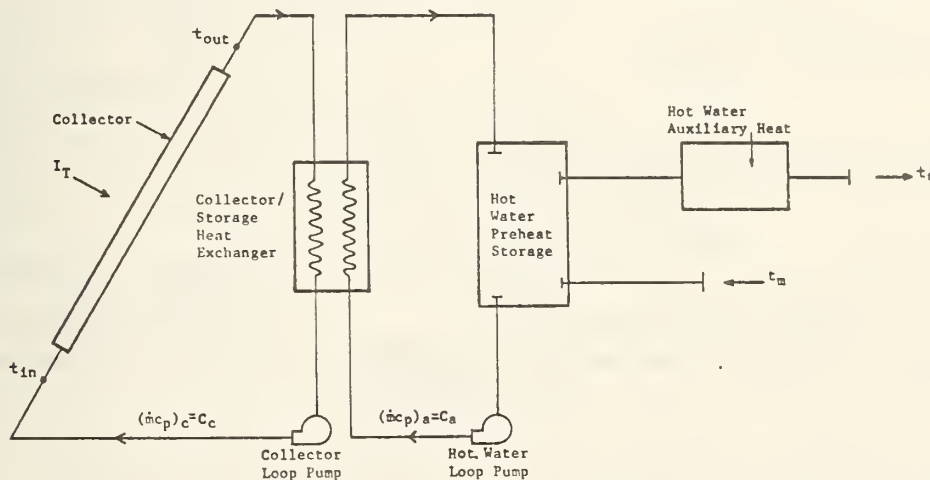 t_out
Collector
I_T
Collector/
Storage
Heat
Exchanger
Hot
Water
Preheat
Storage
Hot Water
Auxiliary Heat
t_m
t_in
(ṁc_p)_c=C_c
(ṁc_p)_a=C_a
Collector
Loop Pump
Hot Water
Loop Pump